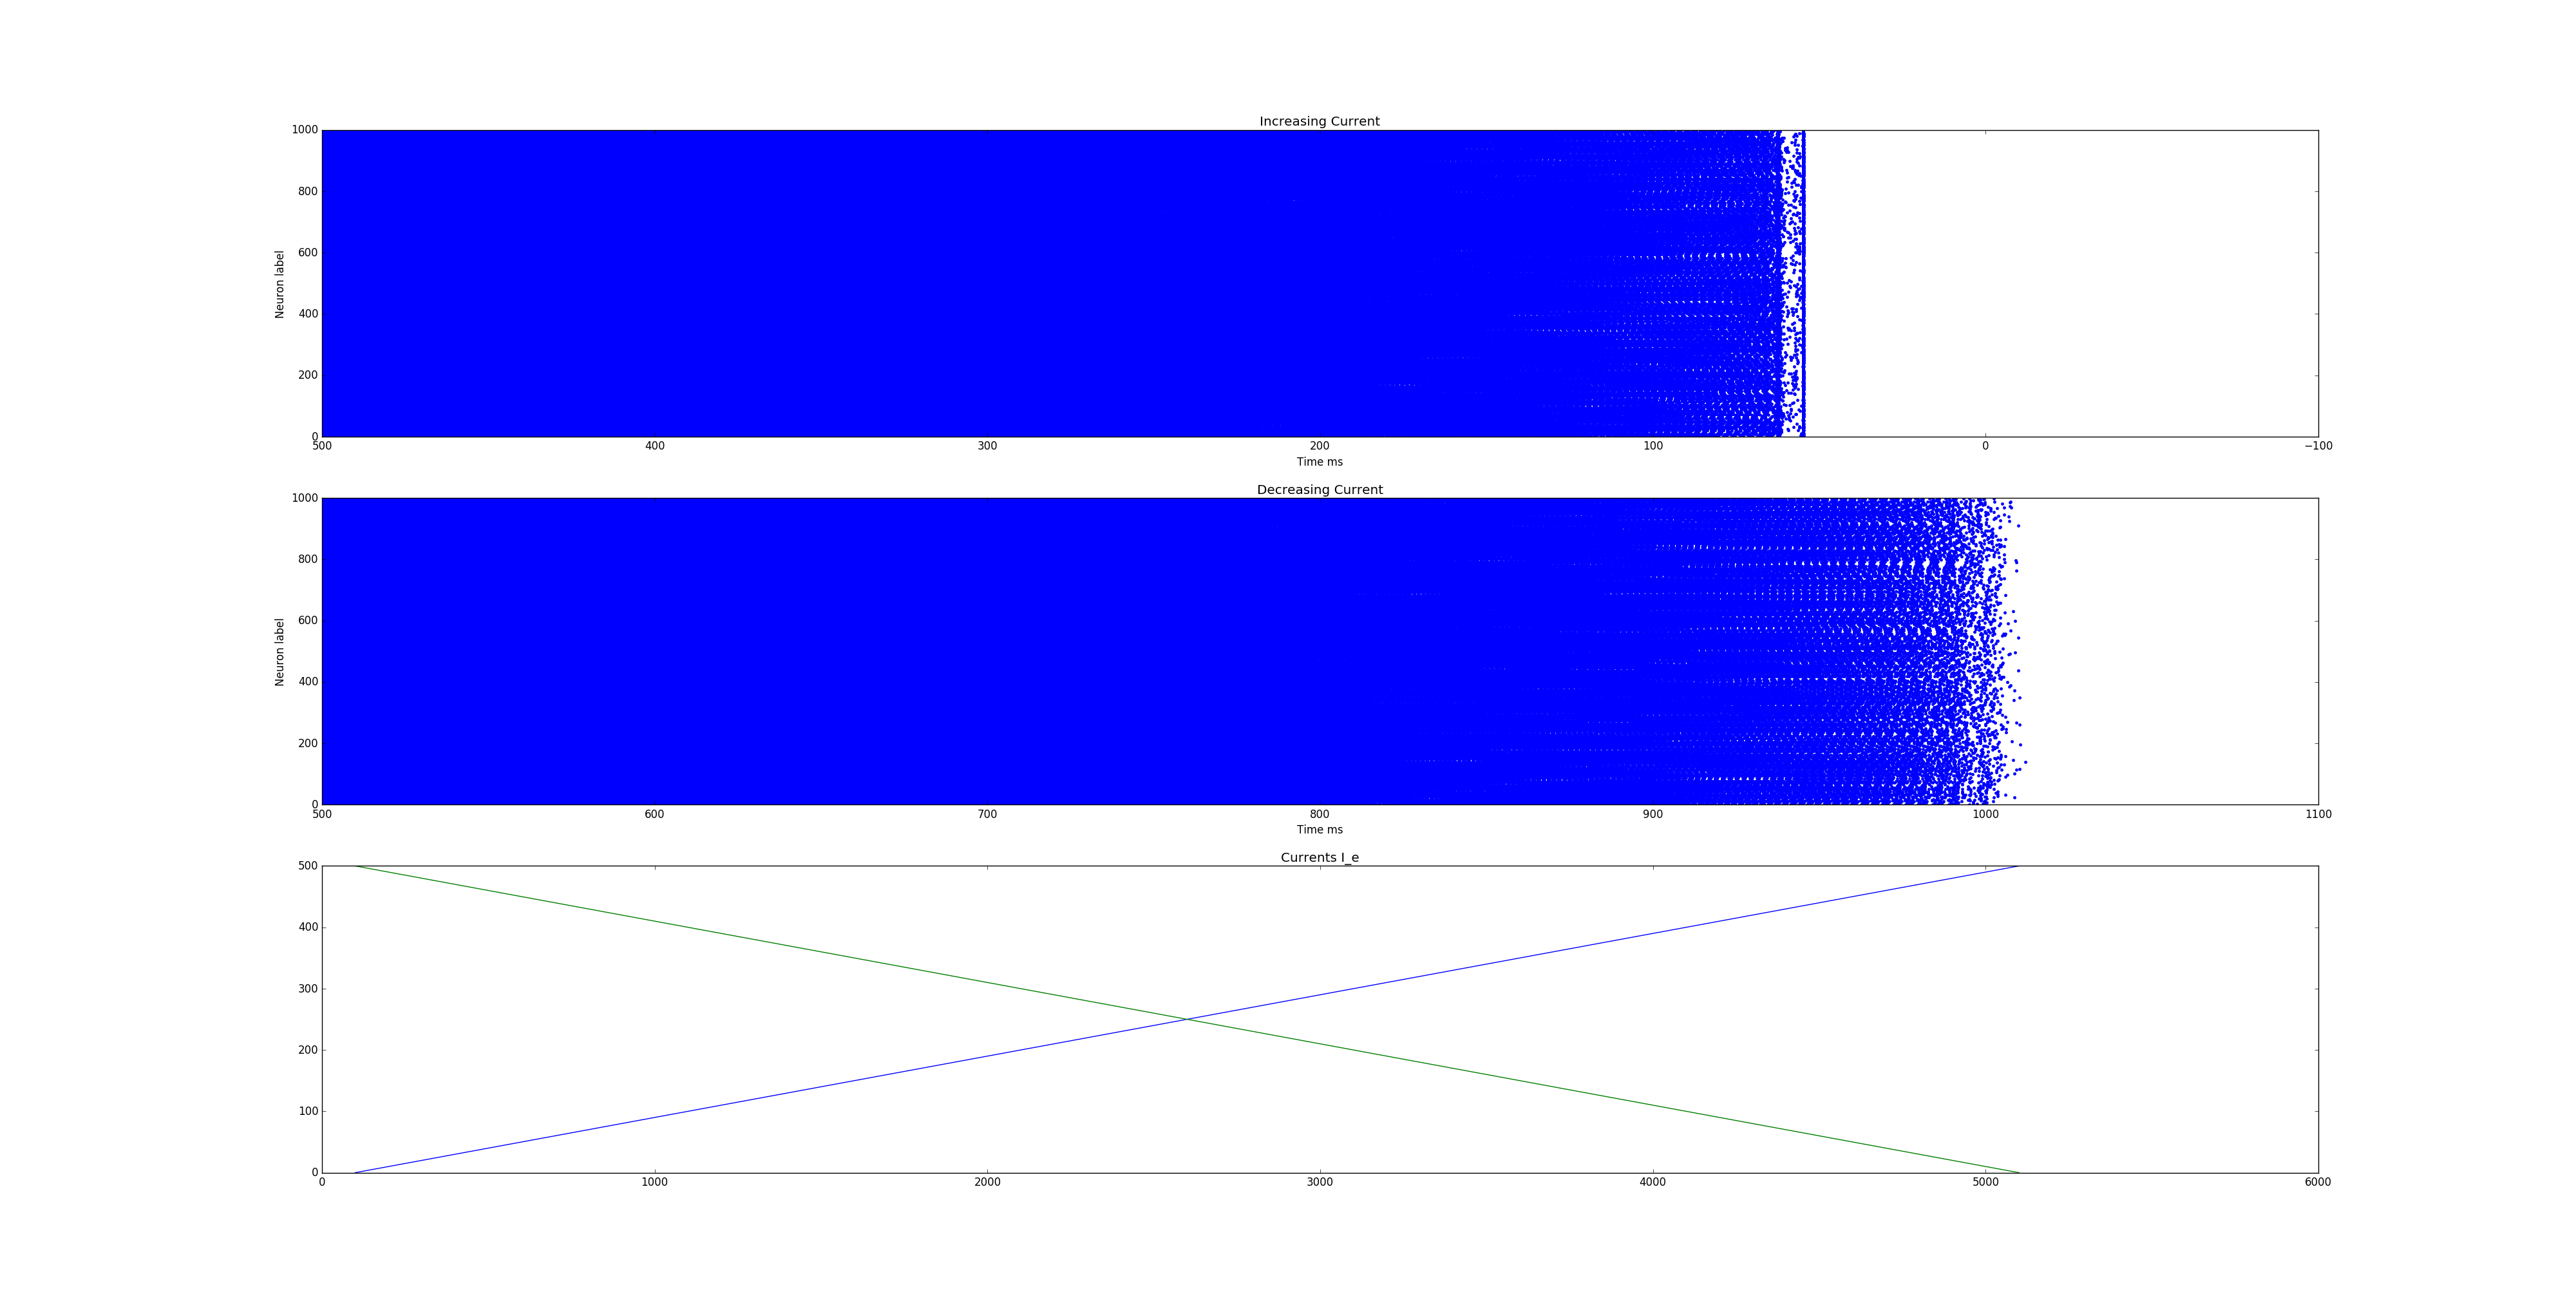 Increasing Current
1000
800
600
400
200
0
Neuron label
500 400 300 200 100 0 −100
Time ms
Decreasing Current
1000
800
600
400
200
0
Neuron label
500 600 700 800 900 1000 1100
Time ms
Currents I_e
500
400
300
200
100
0
0 1000 2000 3000 4000 5000 6000